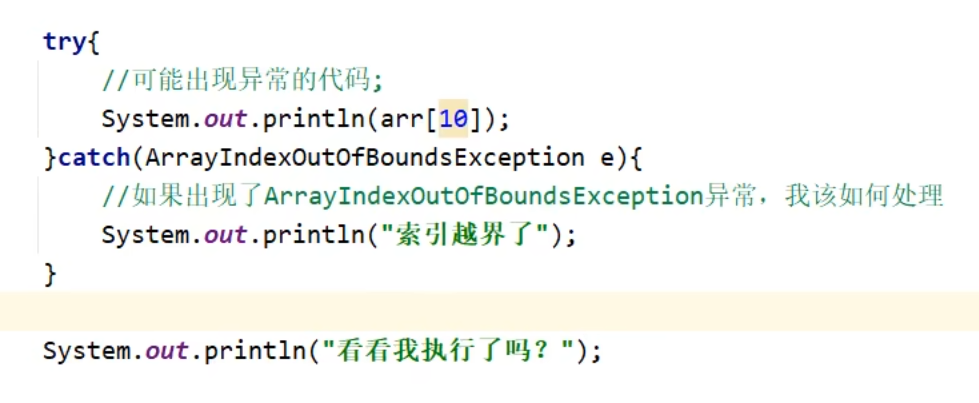 try{
//可能出现异常的代码;
System.out.println(arr[10]);
}catch(ArrayIndexOutOfBoundsException e){
//如果出现了ArrayIndexOutOfBoundsException异常，我该如何处理
System.out.println("索引越界了");
}
System.out.println("看看我执行了吗？");